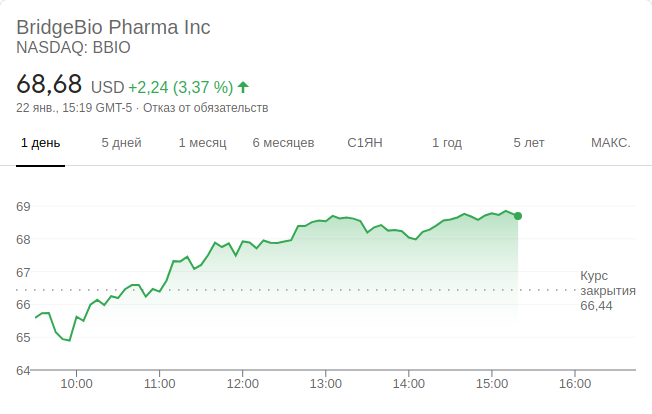 BridgeBio Pharma Inc
NASDAQ: BBIO
68,68 USD +2,24 (3,37 %)
22 янв., 15:19 GMT-5 · Отказ от обязательств
1 день 5 дней 1 месяц 6 месяцев С1ЯН 1 год 5 лет МАКС.
69
68
67
66
65
64
Курс
закрытия
66,44
10:00 11:00 12:00 13:00 14:00 15:00 16:00